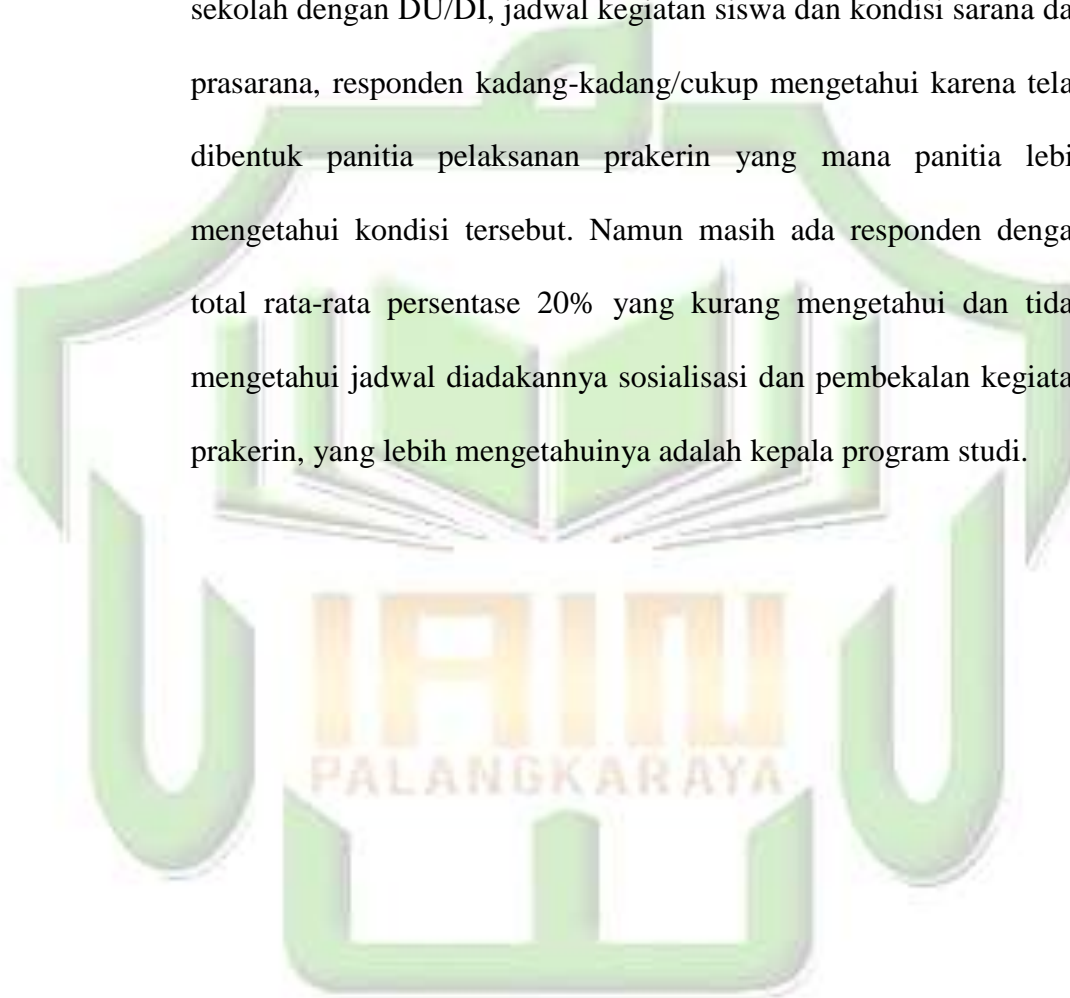 sekolah dengan DU/DI, jadwal kegiatan siswa dan kondisi sarana da
prasarana, responden kadang-kadang/cukup mengetahui karena tela
dibentuk panitia pelaksanan prakerin yang mana panitia lebi
mengetahui kondisi tersebut. Namun masih ada responden denga
total rata-rata persentase 20% yang kurang mengetahui dan tida
mengetahui jadwal diadakannya sosialisasi dan pembekalan kegiata
prakerin, yang lebih mengetahuinya adalah kepala program studi.
IAIN
PALANGKARAYA